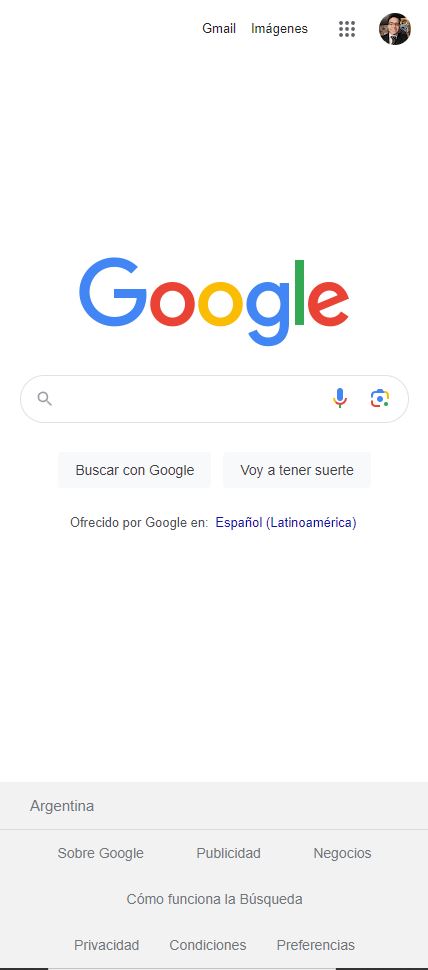 Gmail Imágenes
Google
Buscar con Google Voy a tener suerte
Ofrecido por Google en: Español (Latinoamérica)
Argentina
Sobre Google Publicidad Negocios
Cómo funciona la Búsqueda
Privacidad Condiciones Preferencias